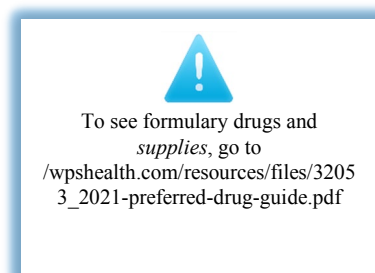 To see formulary drugs and
supplies, go to
/wpshealth.com/resources/files/3205
3_2021-preferred-drug-guide.pdf